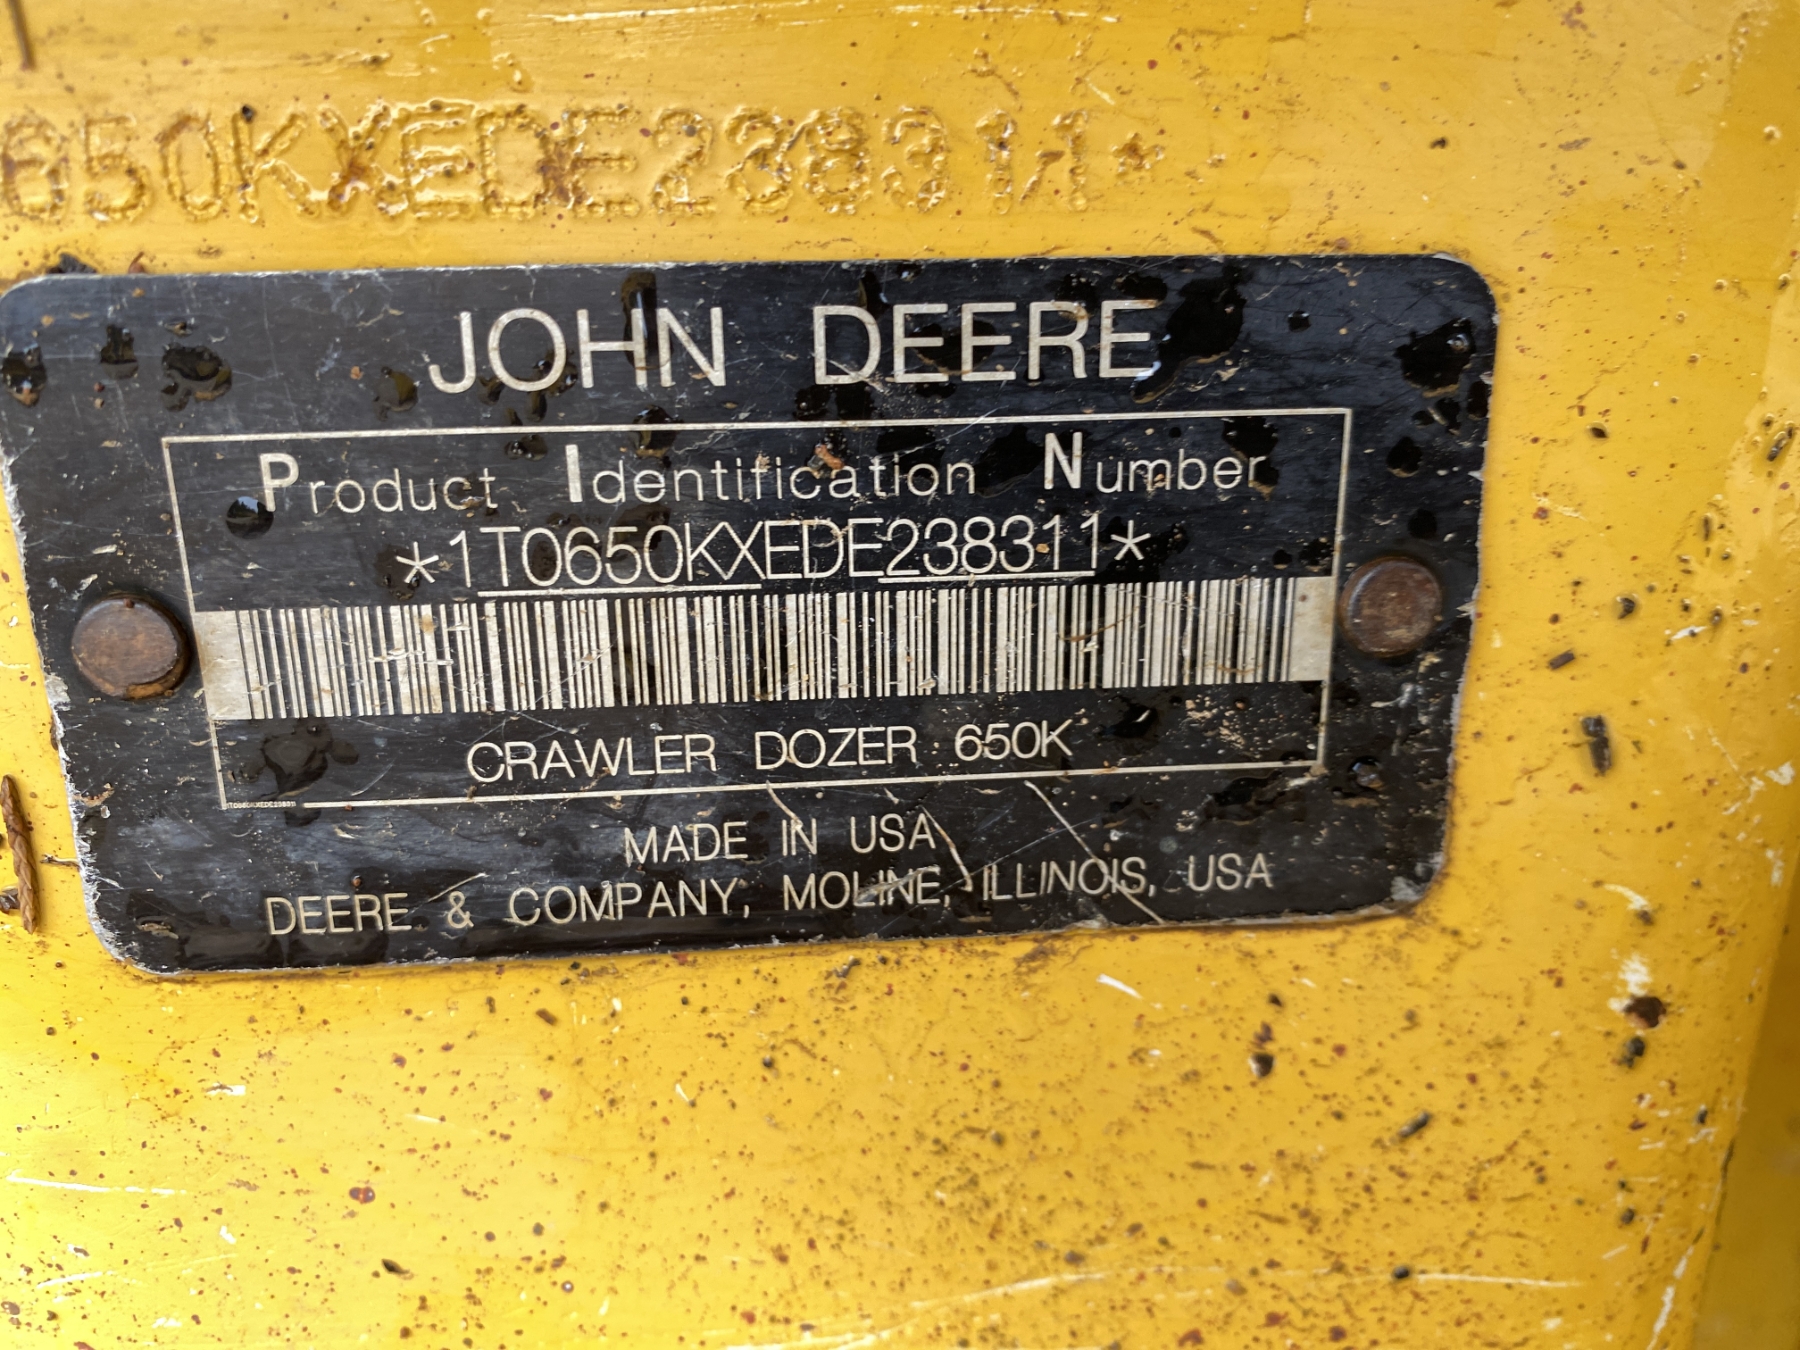 650KXEDE238311*
JOHN DEERE
Product Identification Number
*1T0650KXEDE238311*
CRAWLER DOZER 650K
MADE IN USA
DEERE & COMPANY, MOLINE, ILLINOIS, USA